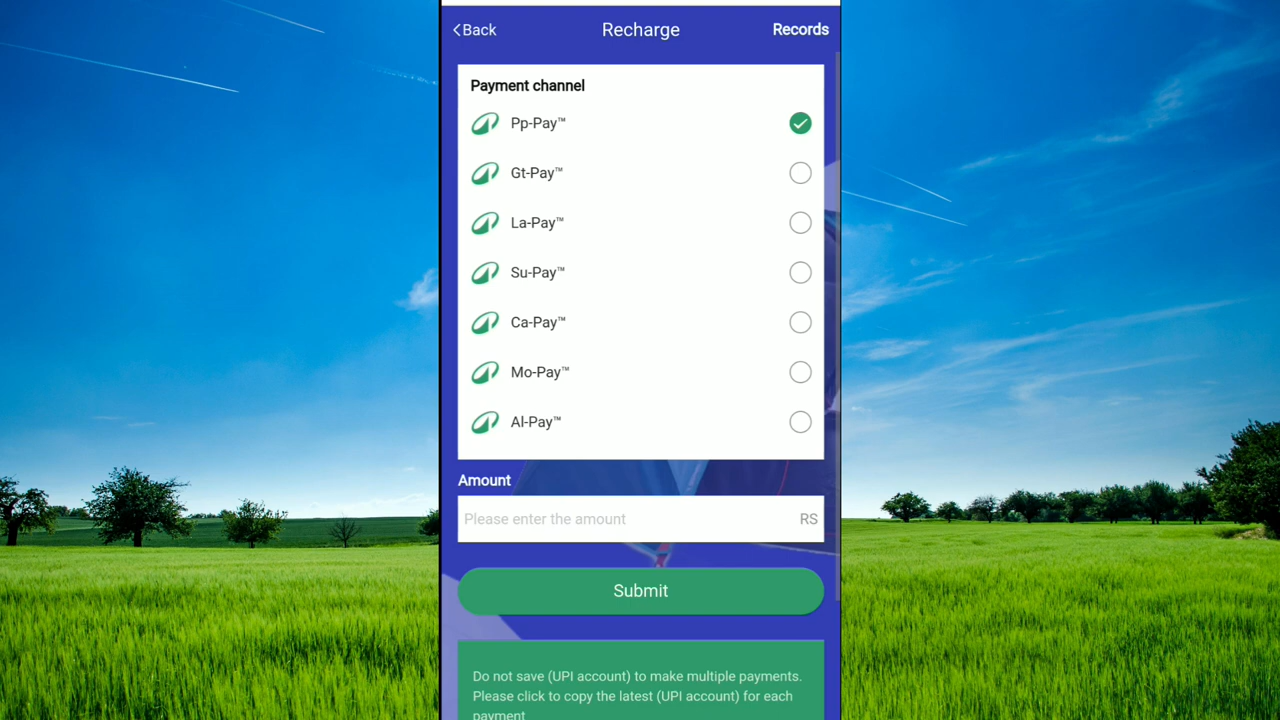 Back
Recharge
Records
Payment channel
Pp-Pay™
Gt-Pay™
La-Pay™
Su-Pay™
Ca-Pay™
Mo-Pay™
Al-Pay™
Amount
Please enter the amount
RS
Submit
Do not save (UPI account) to make multiple payments.
Please click to copy the latest (UPI account) for each
payment